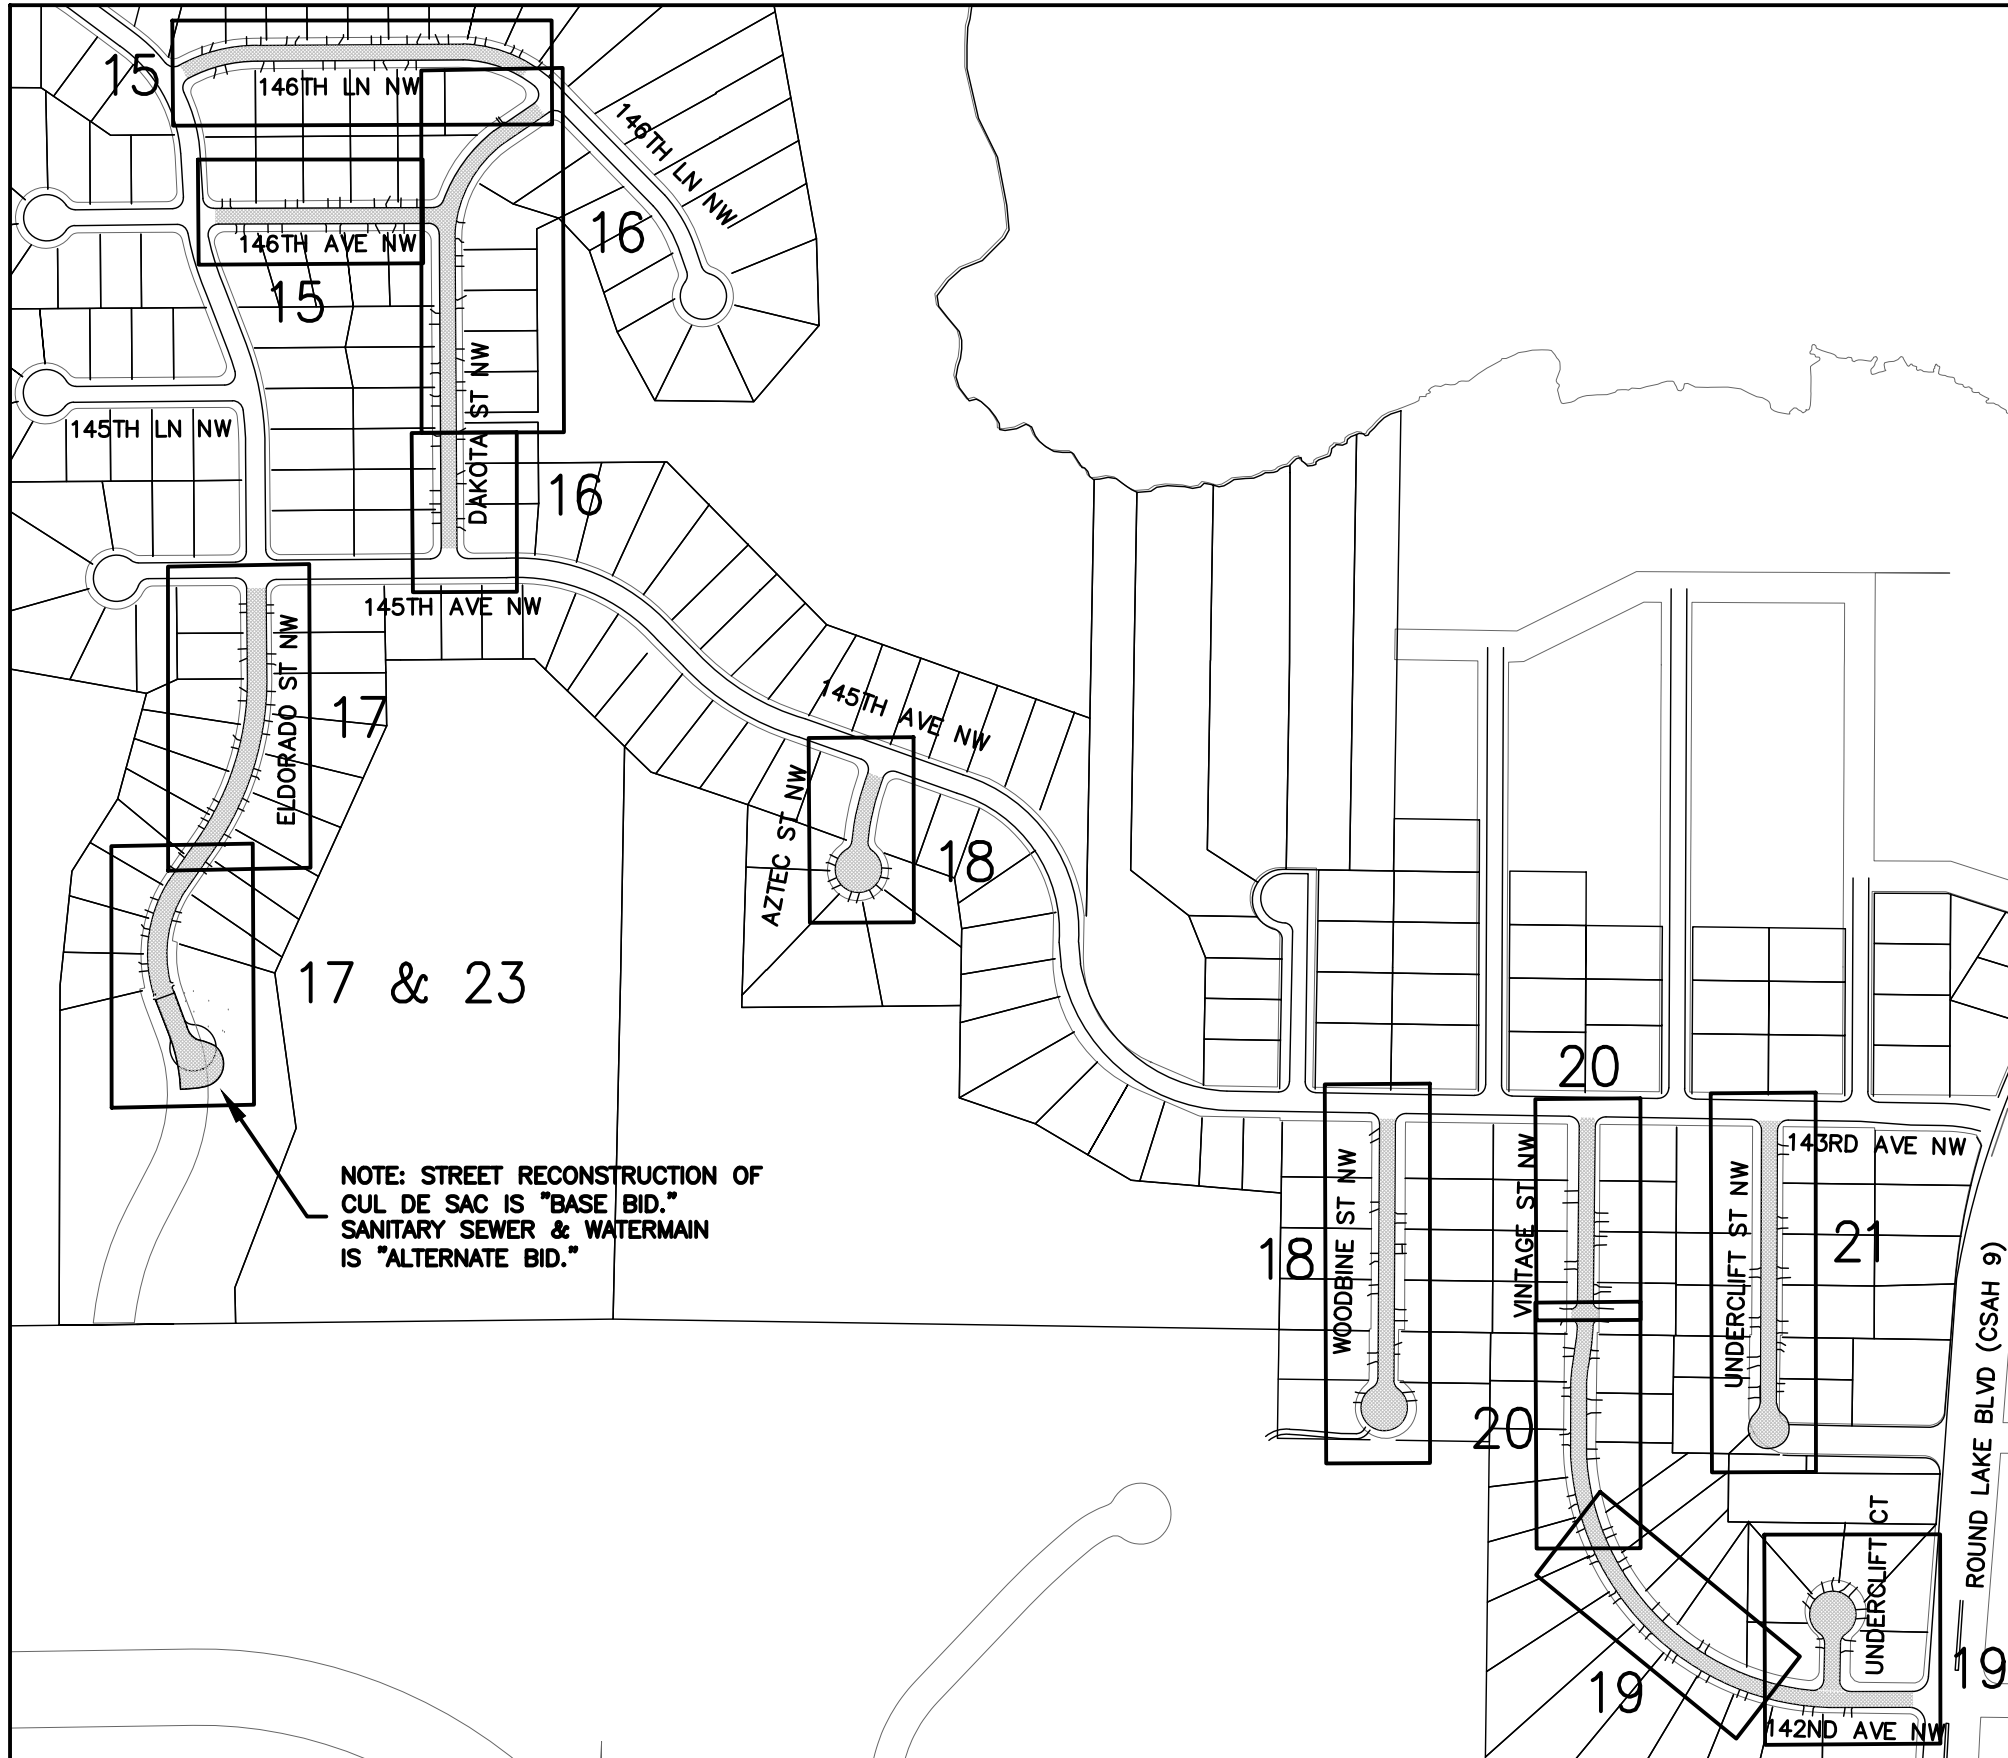 15
146TH LN NW
146TH LN NW
16
146TH AVE NW
15
DAKOTA ST NW
145TH LN NW
16
145TH AVE NW
ELDORADO ST NW
17
145TH AVE NW
AZTEC ST NW
18
17 & 23
NOTE: STREET RECONSTRUCTION OF
CUL DE SAC IS "BASE BID."
SANITARY SEWER & WATERMAIN
IS "ALTERNATE BID."
20
143RD AVE NW
18
WOODBINE ST NW
VINTAGE ST NW
UNDERCLIFT ST NW
21
20
ROUND LAKE BLVD (CSAH 9)
UNDERCLIFT CT
19
19
142ND AVE NW